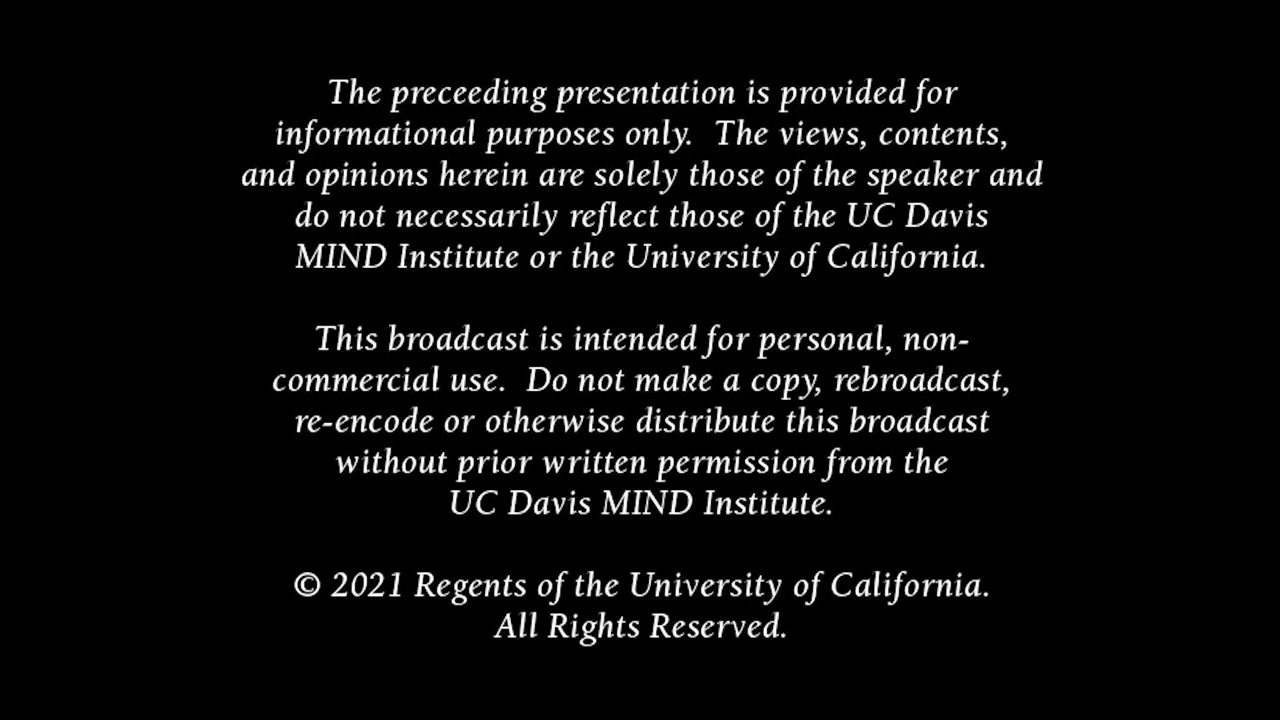 The preceeding presentation is provided for
informational purposes only.  The views, contents,
and opinions herein are solely those of the speaker and
do not necessarily reflect those of the UC Davis
MIND Institute or the University of California.
This broadcast is intended for personal, non-
commercial use.  Do not make a copy, rebroadcast,
re-encode or otherwise distribute this broadcast
without prior written permission from the
UC Davis MIND Institute.
© 2021 Regents of the University of California.
All Rights Reserved.